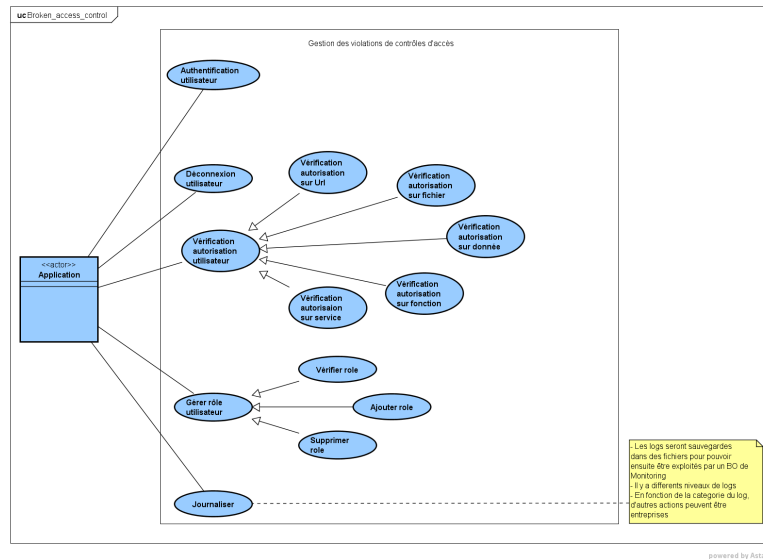 uc Broken_access_control
Gestion des violations de contrôles d'accès
Authentification
utilisateur
Déconnexion
utilisateur
Vérification
autorisation
sur Url
Vérification
autorisation
sur fichier
Vérification
autorisation
sur donnée
Vérification
autorisation
utilisateur
Vérification
autorisation
sur fonction
Vérification
autorisaion
sur service
<<actor>>
Application
Vérifier role
Gérer rôle
utilisateur
Ajouter role
Supprimer
role
Journaliser
- Les logs seront sauvegardes
dans des fichiers pour pouvoir
ensuite être exploités par un BO de
Monitoring
- Il y a differents niveaux de logs
- En fonction de la categorie du log,
d'autres actions peuvent être
entreprises
powered by Asta